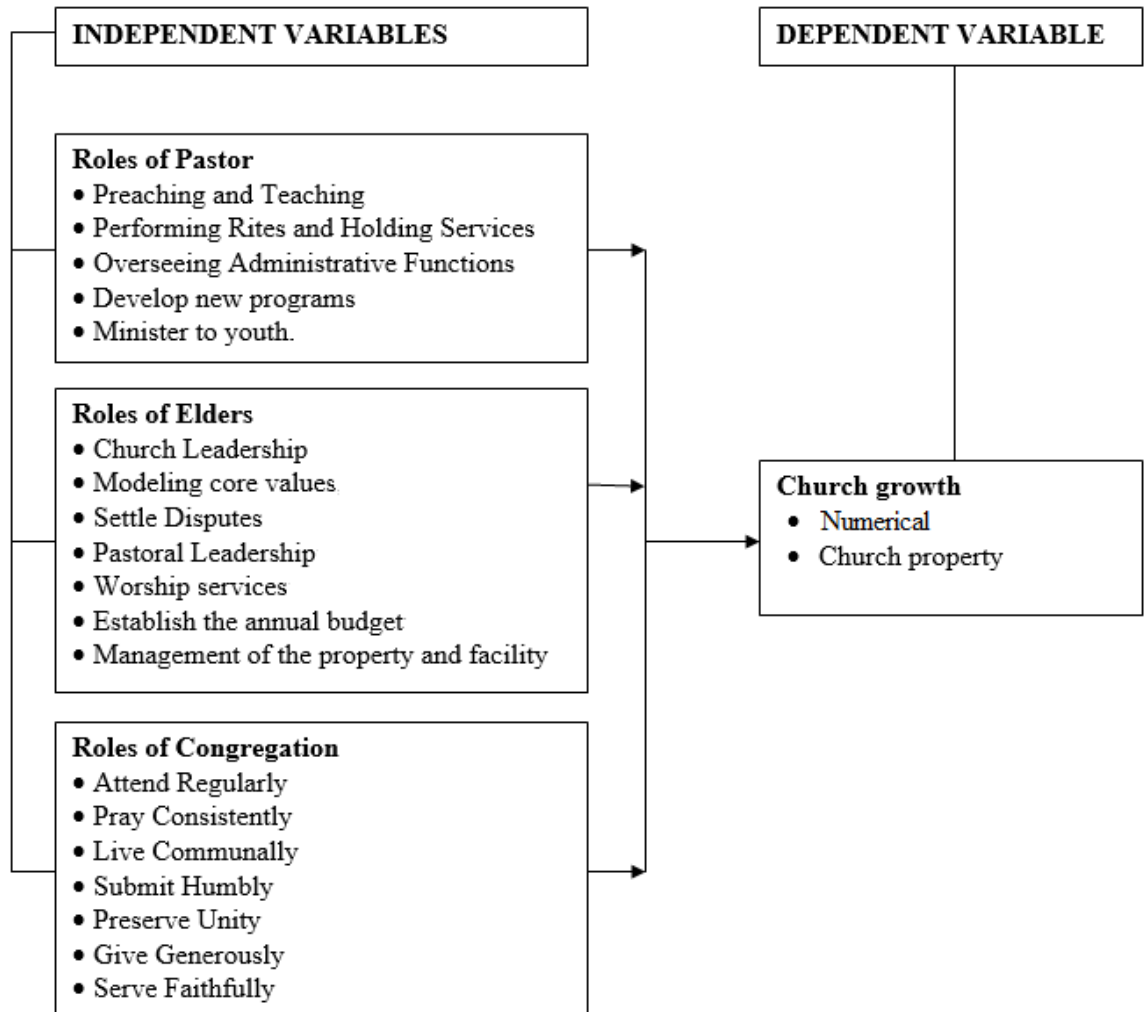 INDEPENDENT VARIABLES
DEPENDENT VARIABLE
Roles of Pastor
• Preaching and Teaching
• Performing Rites and Holding Services
• Overseeing Administrative Functions
• Develop new programs
• Minister to youth.
Roles of Elders
• Church Leadership
• Modeling core values
• Settle Disputes
• Pastoral Leadership
• Worship services
• Establish the annual budget
• Management of the property and facility
Church growth
• Numerical
• Church property
Roles of Congregation
• Attend Regularly
• Pray Consistently
• Live Communally
• Submit Humbly
• Preserve Unity
• Give Generously
• Serve Faithfully